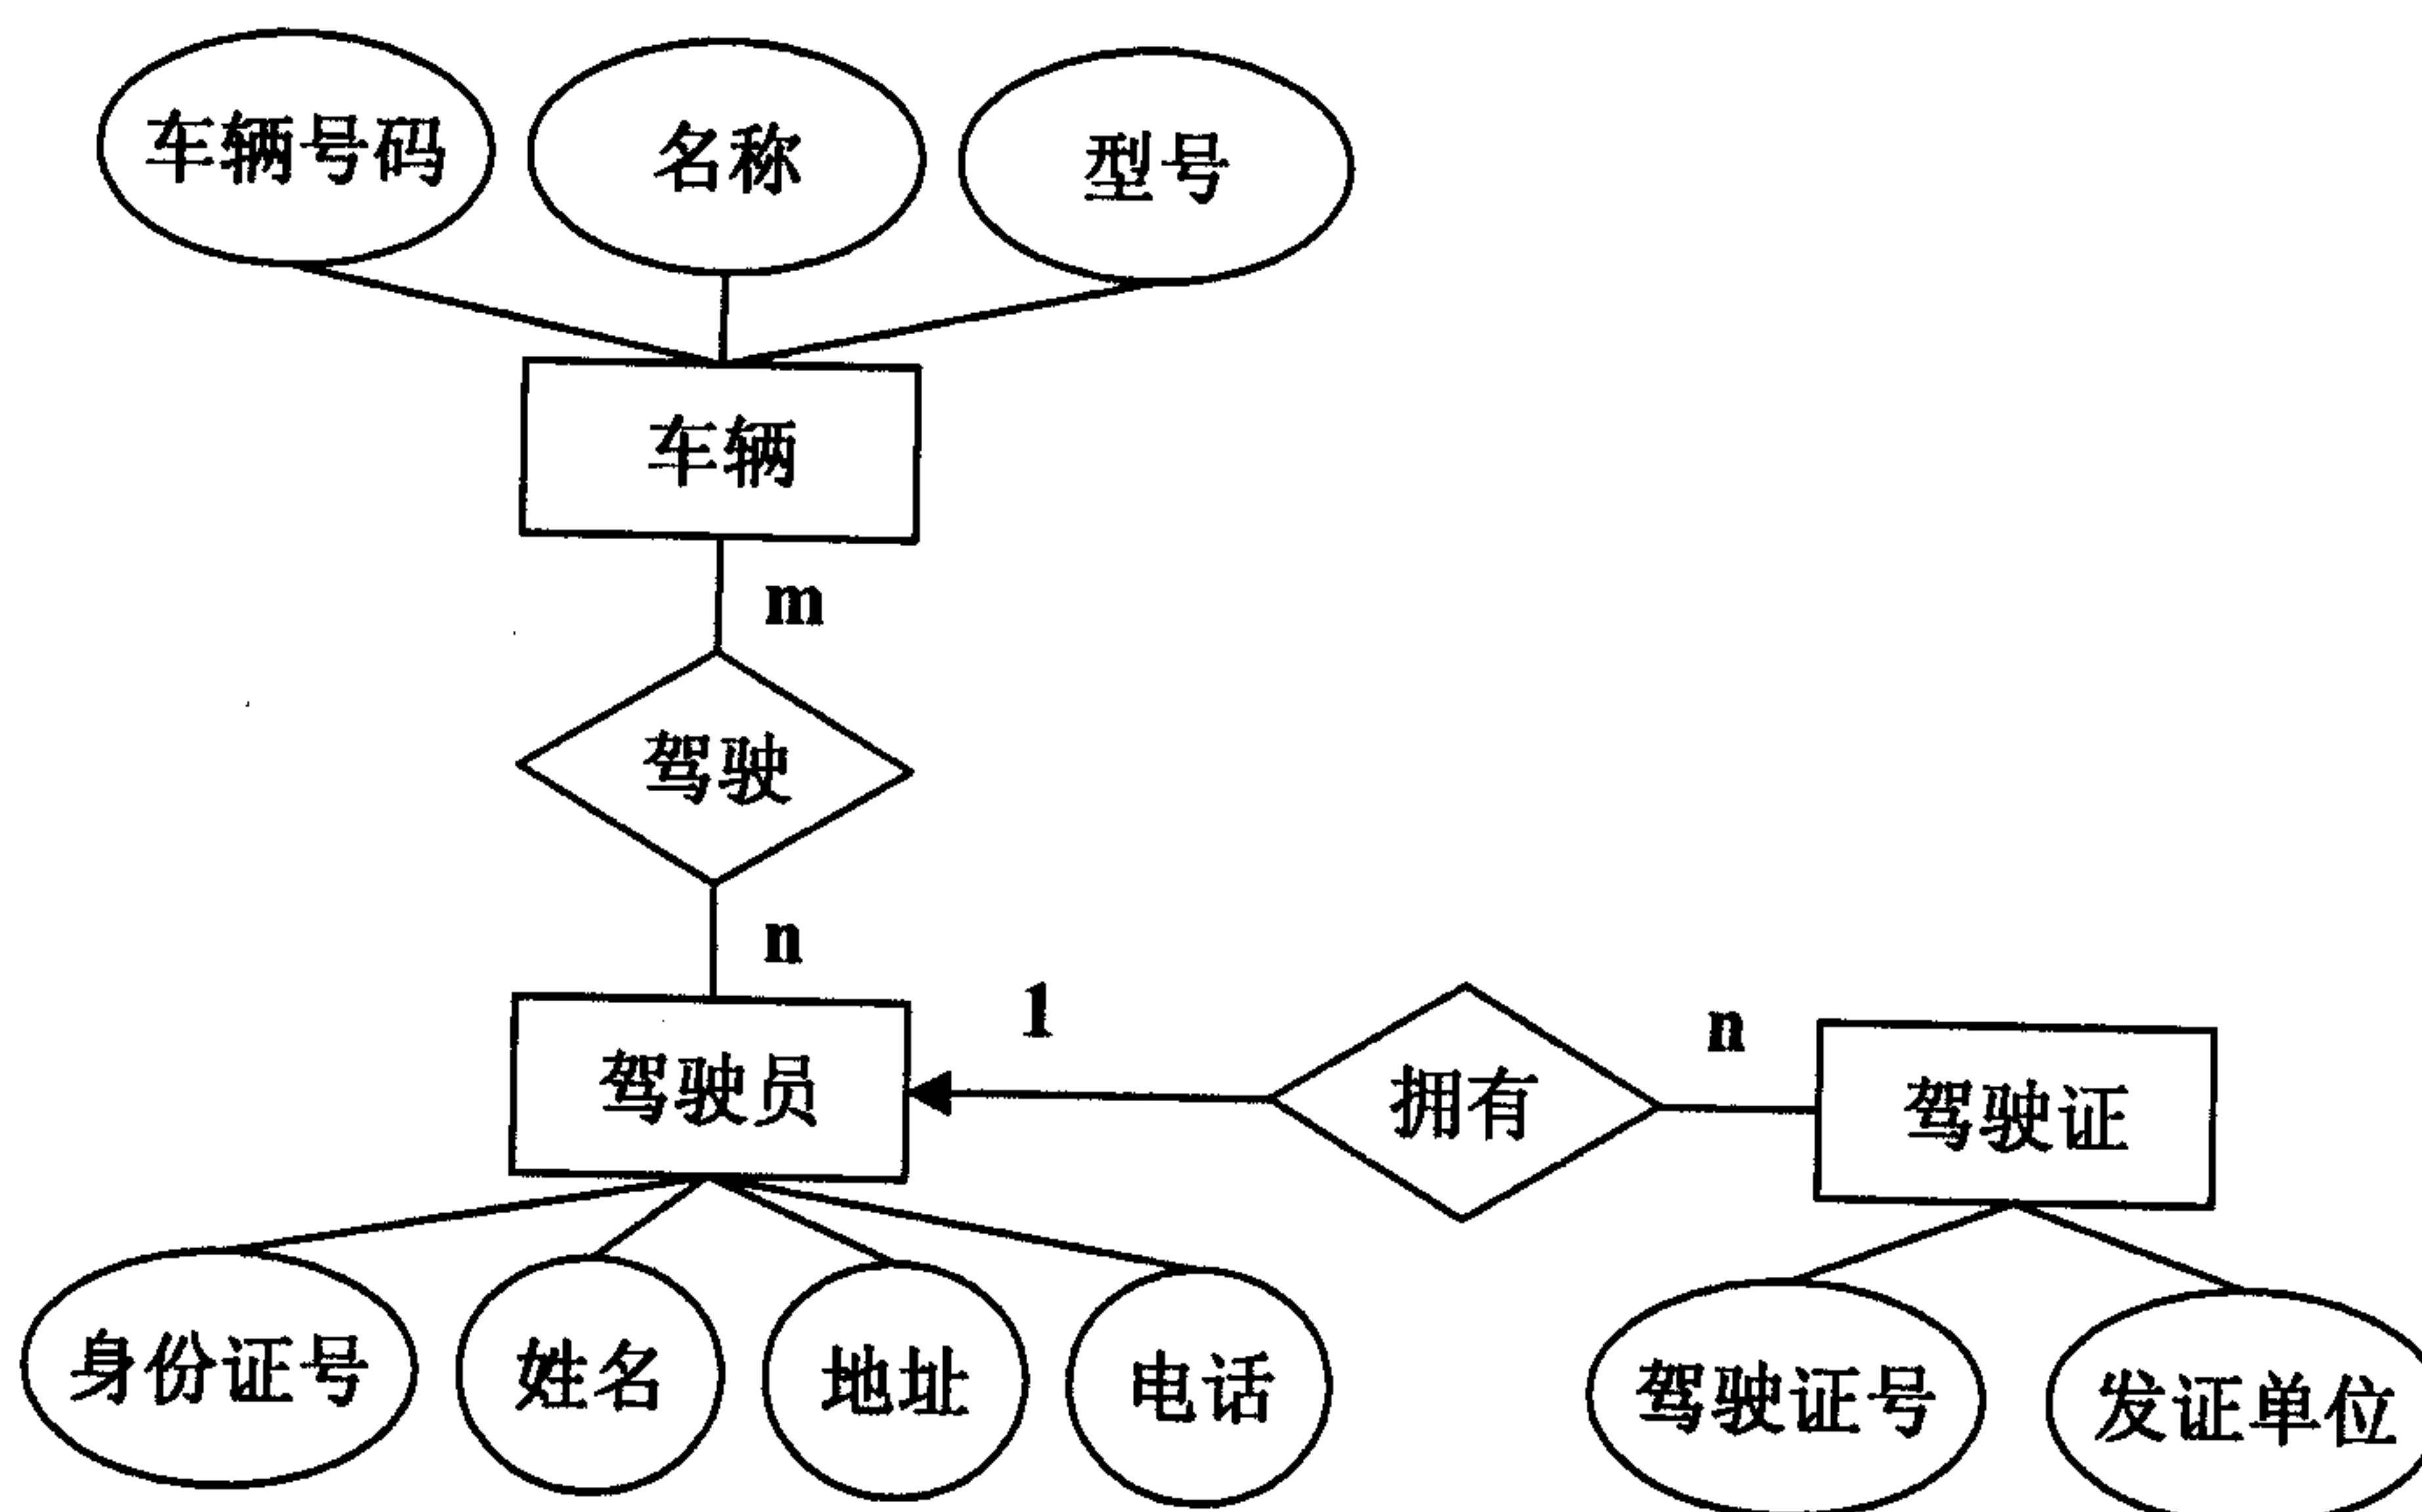 车辆号码
名称
型号
车辆
m
驾驶
n
驾驶员
1
拥有
n
驾驶证
身份证号
姓名
地址
电话
驾驶证号
发证单位